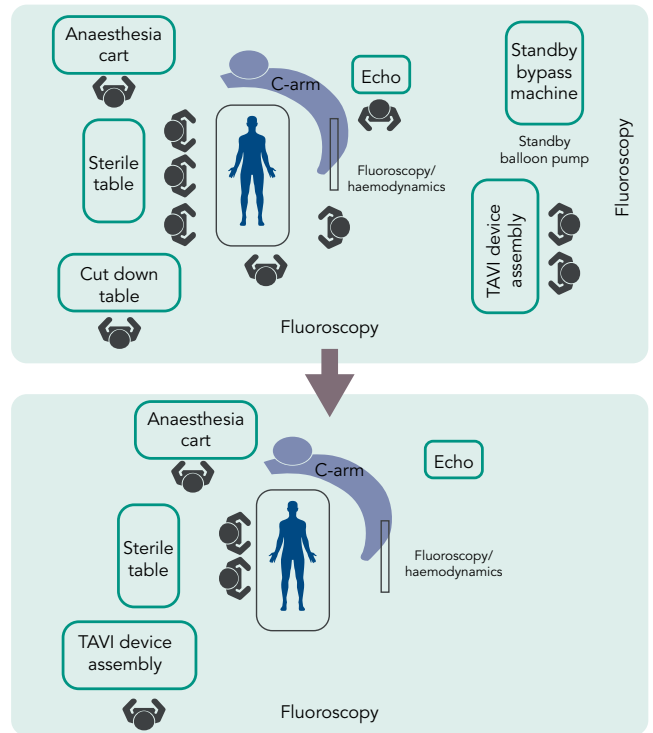 Anaesthesia
cart
C-arm
Echo
Standby
bypass
machine
Standby
balloon pump
Fluoroscopy
Sterile
table
Fluoroscopy/
haemodynamics
TAVI device
assembly
Cut down
table
Fluoroscopy
Anaesthesia
cart
C-arm
Echo
Sterile
table
Fluoroscopy/
haemodynamics
TAVI device
assembly
Fluoroscopy